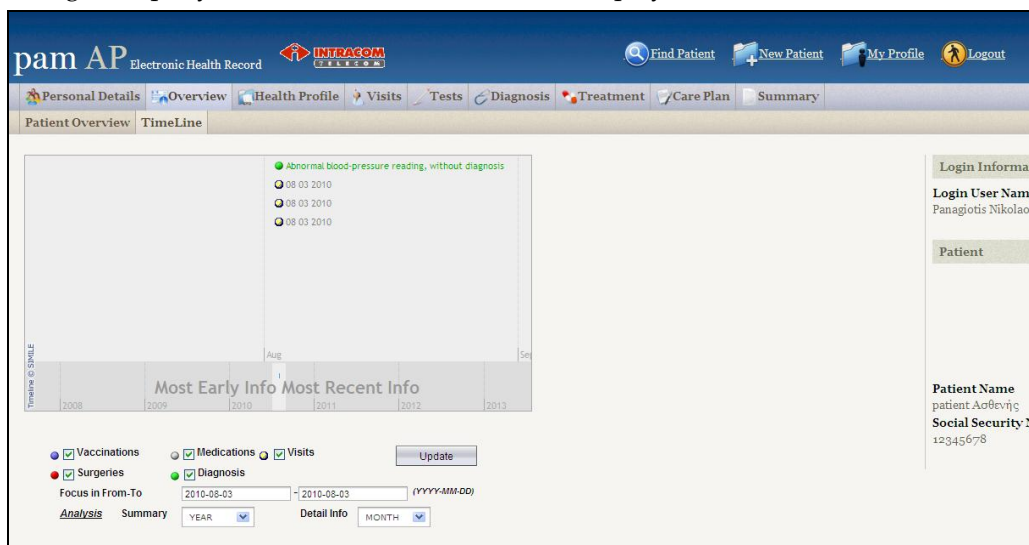 pam AP Electronic Health Record INTRACOM TELECOM Find Patient New Patient My Profile Logout
Personal Details Overview Health Profile Visits Tests Diagnosis Treatment Care Plan Summary
Patient Overview TimeLine
Abnormal blood-pressure reading, without diagnosis
08 03 2010
08 03 2010
08 03 2010
Aug Se
Timeline © SIMILE
Most Early Info Most Recent Info
2008 2009 2010 2011 2012 2013
Vaccinations Medications Visits Update
Surgeries Diagnosis
Focus in From-To 2010-08-03 - 2010-08-03 (YYYY-MM-DD)
Analysis Summary YEAR Detail Info MONTH
Login Informa
Login User Nam
Panagiotis Nikolao
Patient
Patient Name
patient Ασθενής
Social Security N
12345678